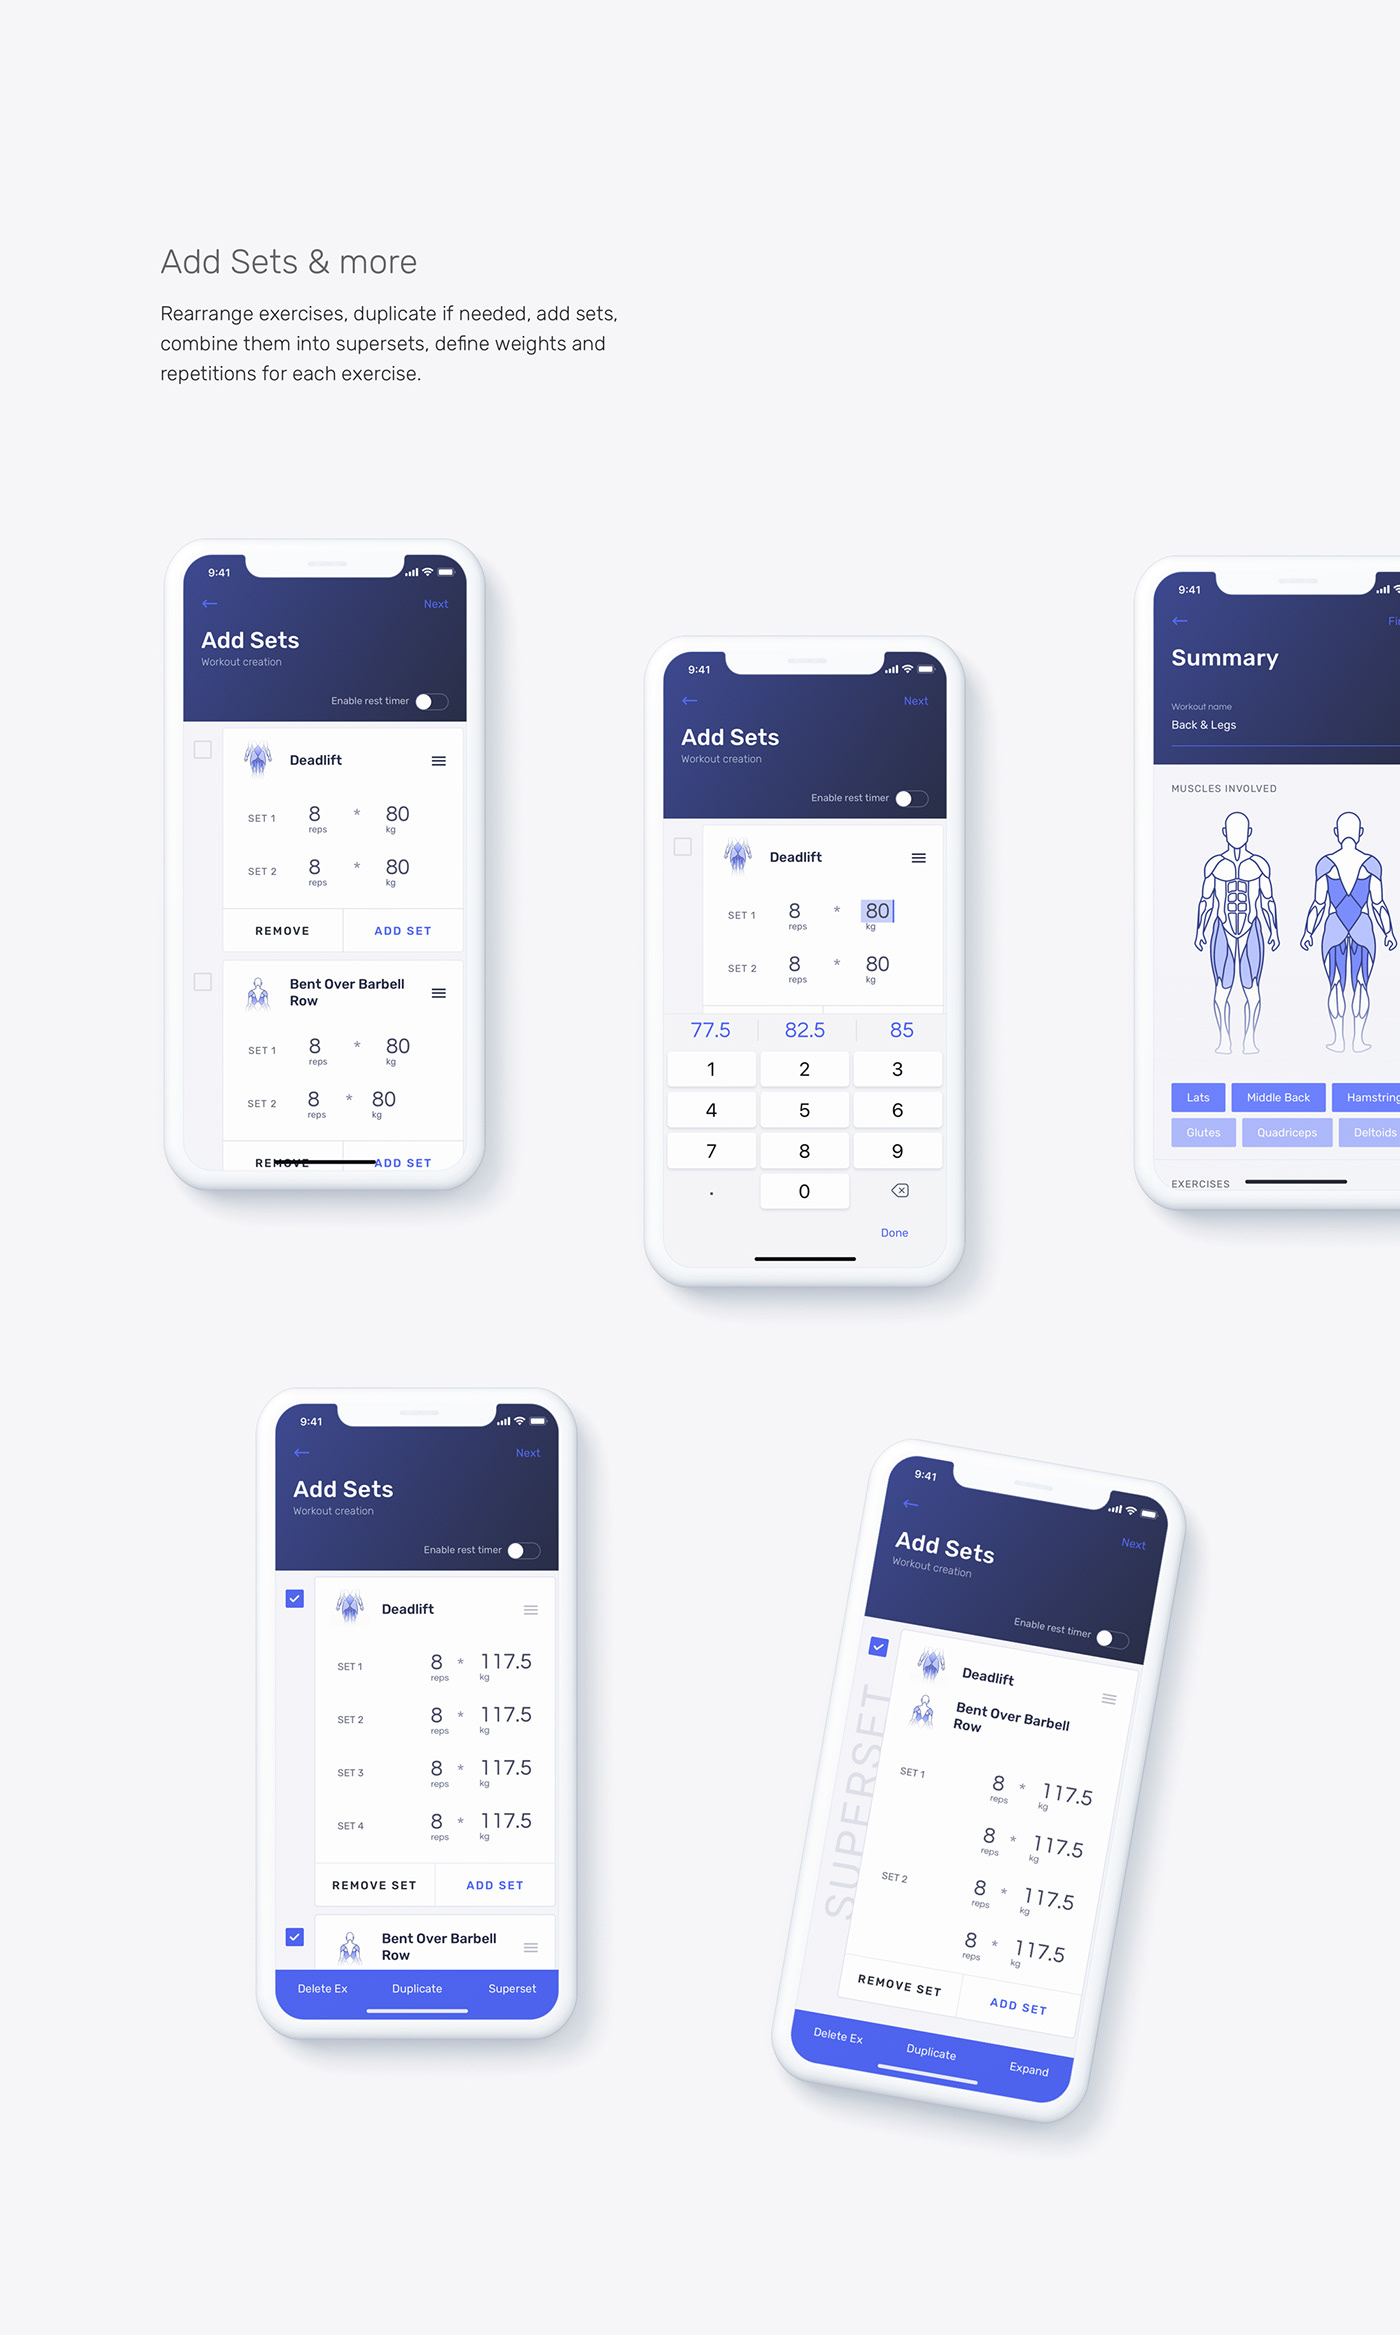 Add Sets & more
Rearrange exercises, duplicate if needed, add sets,
combine them into supersets, define weights and
repetitions for each exercise.
9:41
Next
Add Sets
Workout creation
Enable rest timer
Deadlift
SET 1 8 * 80
reps kg
SET 2 8 * 80
reps kg
REMOVE ADD SET
Bent Over Barbell
Row
SET 1 8 * 80
reps kg
SET 2 8 * 80
reps kg
REMOVE ADD SET
9:41
Next
Add Sets
Workout creation
Enable rest timer
Deadlift
SET 1 8 * 80
reps kg
SET 2 8 * 80
reps kg
77.5 82.5 85
1 2 3
4 5 6
7 8 9
. 0
Done
9:41
Summary
Workout name
Back & Legs
MUSCLES INVOLVED
Lats Middle Back Hamstring
Glutes Quadriceps Deltoids
EXERCISES
9:41
Next
Add Sets
Workout creation
Enable rest timer
Deadlift
SET 1 8 * 117.5
reps kg
SET 2 8 * 117.5
reps kg
SET 3 8 * 117.5
reps kg
SET 4 8 * 117.5
reps kg
REMOVE SET ADD SET
Bent Over Barbell
Row
Delete Ex Duplicate Superset
9:41
Next
Add Sets
Workout creation
Enable rest timer
SUPERSET
Deadlift
Bent Over Barbell
Row
SET 1 8 * 117.5
reps kg
8 * 117.5
reps kg
SET 2 8 * 117.5
reps kg
8 * 117.5
reps kg
REMOVE SET ADD SET
Delete Ex Duplicate Expand